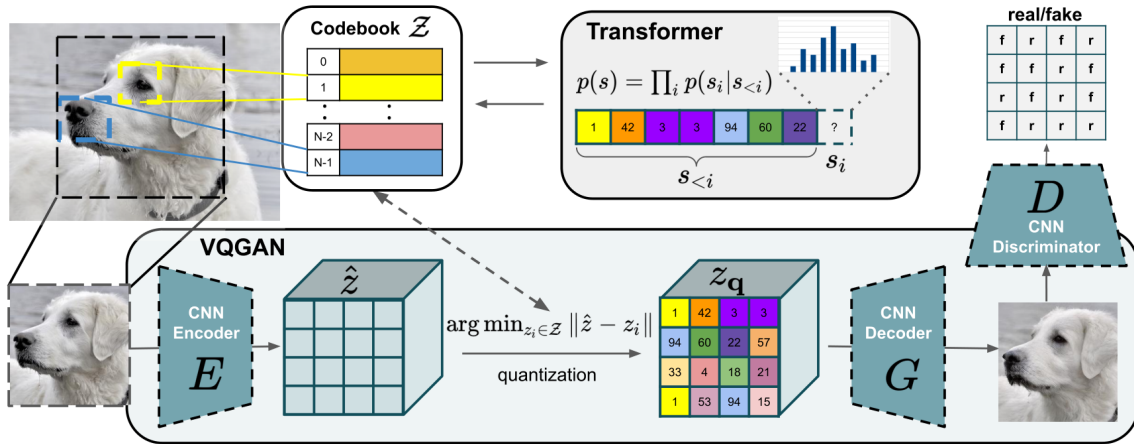 Codebook 𝒵
0
1
N-2
N-1
Transformer
p(s) = ∏ᵢ p(sᵢ|s<ᵢ)
1 42 3 3 94 60 22 ?
s<ᵢ sᵢ
real/fake
f r f r
f f r r
r f r f
f r r f
D
CNN
Discriminator
VQGAN
CNN
Encoder
E
ẑ
arg min_{zᵢ∈𝒵} ‖ẑ − zᵢ‖
quantization
z_q
1 42 3 3
94 60 22 57
33 4 18 21
1 53 94 15
CNN
Decoder
G